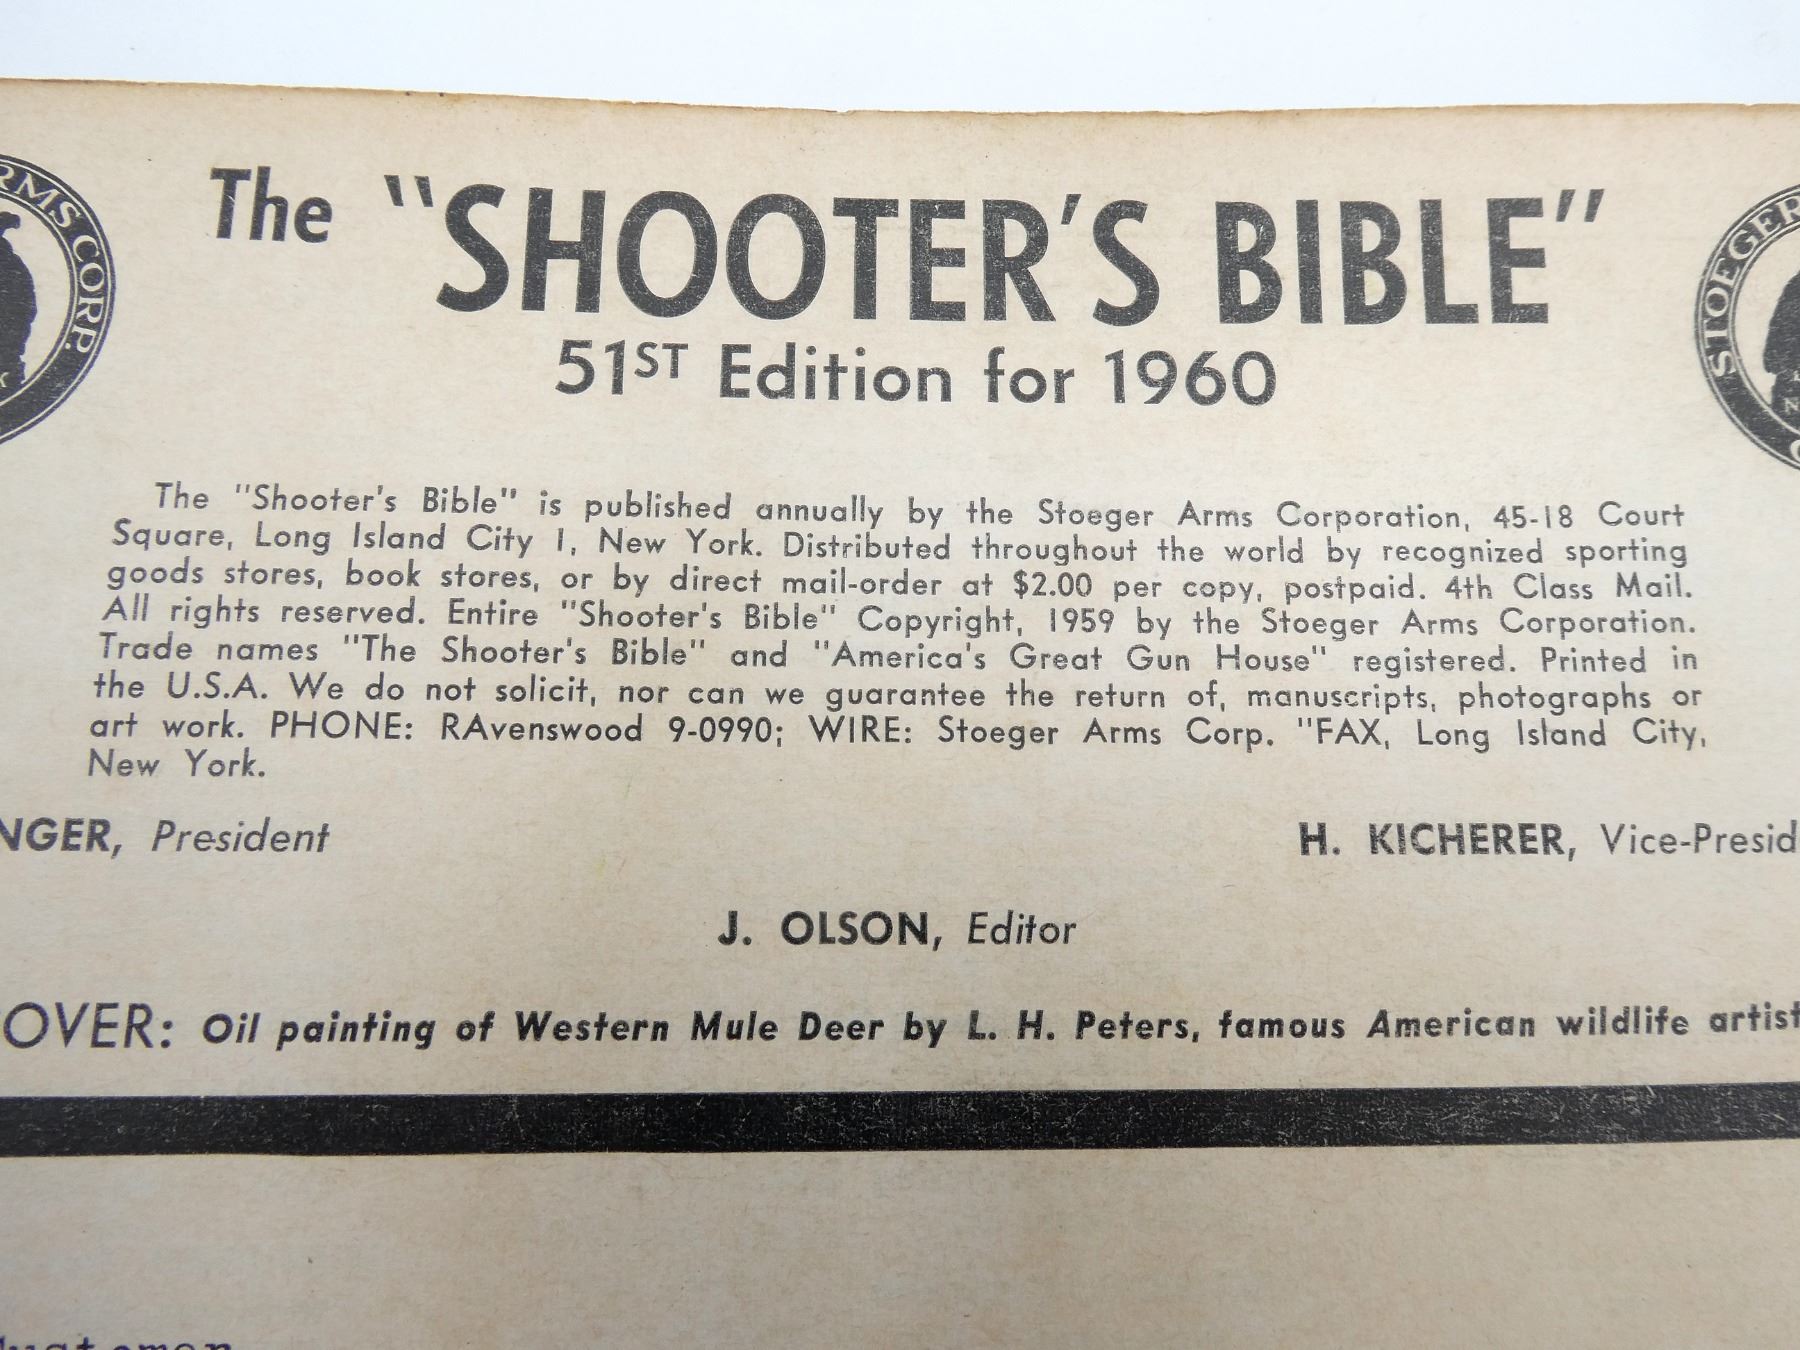 The "SHOOTER'S BIBLE"
51ST Edition for 1960
RMS CORP.
STOEGER
The "Shooter's Bible" is published annually by the Stoeger Arms Corporation, 45-18 Court
Square, Long Island City 1, New York. Distributed throughout the world by recognized sporting
goods stores, book stores, or by direct mail-order at $2.00 per copy, postpaid. 4th Class Mail.
All rights reserved. Entire "Shooter's Bible" Copyright, 1959 by the Stoeger Arms Corporation.
Trade names "The Shooter's Bible" and "America's Great Gun House" registered. Printed in
the U.S.A. We do not solicit, nor can we guarantee the return of, manuscripts, photographs or
art work. PHONE: RAvenswood 9-0990; WIRE: Stoeger Arms Corp. "FAX, Long Island City,
New York.
NGER, President H. KICHERER, Vice-Presid
J. OLSON, Editor
OVER: Oil painting of Western Mule Deer by L. H. Peters, famous American wildlife artist